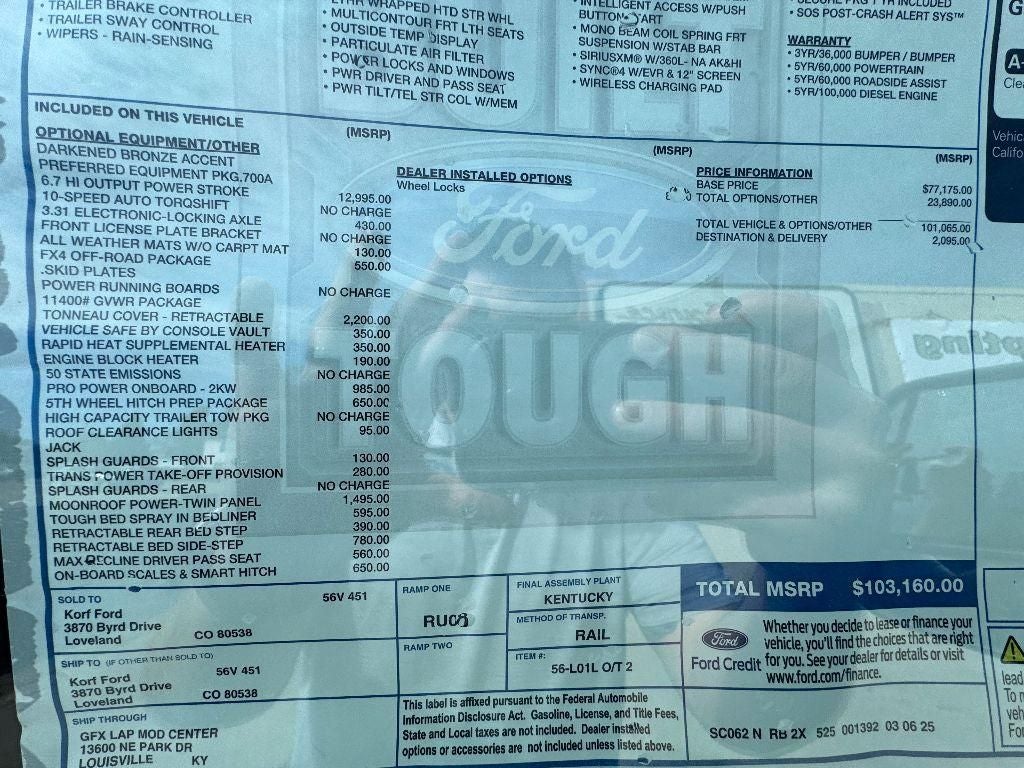 • TRAILER BRAKE CONTROLLER
• TRAILER SWAY CONTROL
• WIPERS - RAIN-SENSING
WRAPPED HTD STR WHL
• MULTICONTOUR FRT LTH SEATS
• OUTSIDE TEMP DISPLAY
• PARTICULATE AIR FILTER
• POWER LOCKS AND WINDOWS
• PWR DRIVER AND PASS SEAT
• PWR TILT/TEL STR COL W/MEM
• INTELLIGENT ACCESS W/PUSH
BUTTON START
• MONO BEAM COIL SPRING FRT
SUSPENSION W/STAB BAR
• SIRIUSXM® W/360L- NA AK&HI
• SYNC®4 W/EVR & 12" SCREEN
• WIRELESS CHARGING PAD
INCLUDED
• SOS POST-CRASH ALERT SYS™
WARRANTY
• 3YR/36,000 BUMPER / BUMPER
• 5YR/60,000 POWERTRAIN
• 5YR/60,000 ROADSIDE ASSIST
• 5YR/100,000 DIESEL ENGINE
INCLUDED ON THIS VEHICLE
(MSRP)
OPTIONAL EQUIPMENT/OTHER
DARKENED BRONZE ACCENT
PREFERRED EQUIPMENT PKG.700A
6.7 HI OUTPUT POWER STROKE
10-SPEED AUTO TORQSHIFT
3.31 ELECTRONIC-LOCKING AXLE
FRONT LICENSE PLATE BRACKET
ALL WEATHER MATS W/O CARPT MAT
FX4 OFF-ROAD PACKAGE
.SKID PLATES
POWER RUNNING BOARDS
11400# GVWR PACKAGE
TONNEAU COVER - RETRACTABLE
VEHICLE SAFE BY CONSOLE VAULT
RAPID HEAT SUPPLEMENTAL HEATER
ENGINE BLOCK HEATER
50 STATE EMISSIONS
PRO POWER ONBOARD - 2KW
5TH WHEEL HITCH PREP PACKAGE
HIGH CAPACITY TRAILER TOW PKG
ROOF CLEARANCE LIGHTS
JACK
SPLASH GUARDS - FRONT
TRANS POWER TAKE-OFF PROVISION
SPLASH GUARDS - REAR
MOONROOF POWER-TWIN PANEL
TOUGH BED SPRAY IN BEDLINER
RETRACTABLE REAR BED STEP
RETRACTABLE BED SIDE-STEP
MAX RECLINE DRIVER PASS SEAT
ON-BOARD SCALES & SMART HITCH
12,995.00
NO CHARGE
430.00
NO CHARGE
130.00
550.00
NO CHARGE
2,200.00
350.00
350.00
190.00
NO CHARGE
985.00
650.00
NO CHARGE
95.00
130.00
280.00
NO CHARGE
1,495.00
595.00
390.00
780.00
560.00
650.00
(MSRP)
DEALER INSTALLED OPTIONS
Wheel Locks
(MSRP)
PRICE INFORMATION
BASE PRICE $77,175.00
TOTAL OPTIONS/OTHER 23,890.00
TOTAL VEHICLE & OPTIONS/OTHER 101,065.00
DESTINATION & DELIVERY 2,095.00
Ford
TOUGH
SOLD TO
56V 451
Korf Ford
3870 Byrd Drive
Loveland CO 80538
SHIP TO (IF OTHER THAN SOLD TO)
56V 451
Korf Ford
3870 Byrd Drive
Loveland CO 80538
SHIP THROUGH
GFX LAP MOD CENTER
13600 NE PARK DR
LOUISVILLE KY
RAMP ONE
RAMP TWO
FINAL ASSEMBLY PLANT
KENTUCKY
METHOD OF TRANSP.
RAIL
ITEM #:
56-L01L O/T 2
This label is affixed pursuant to the Federal Automobile
Information Disclosure Act. Gasoline, License, and Title Fees,
State and Local taxes are not included. Dealer installed
options or accessories are not included unless listed above.
TOTAL MSRP $103,160.00
Ford
Ford Credit
Whether you decide to lease or finance your
vehicle, you'll find the choices that are right
for you. See your dealer for details or visit
www.ford.com/finance.
SC062 N RB 2X 525 001392 03 06 25